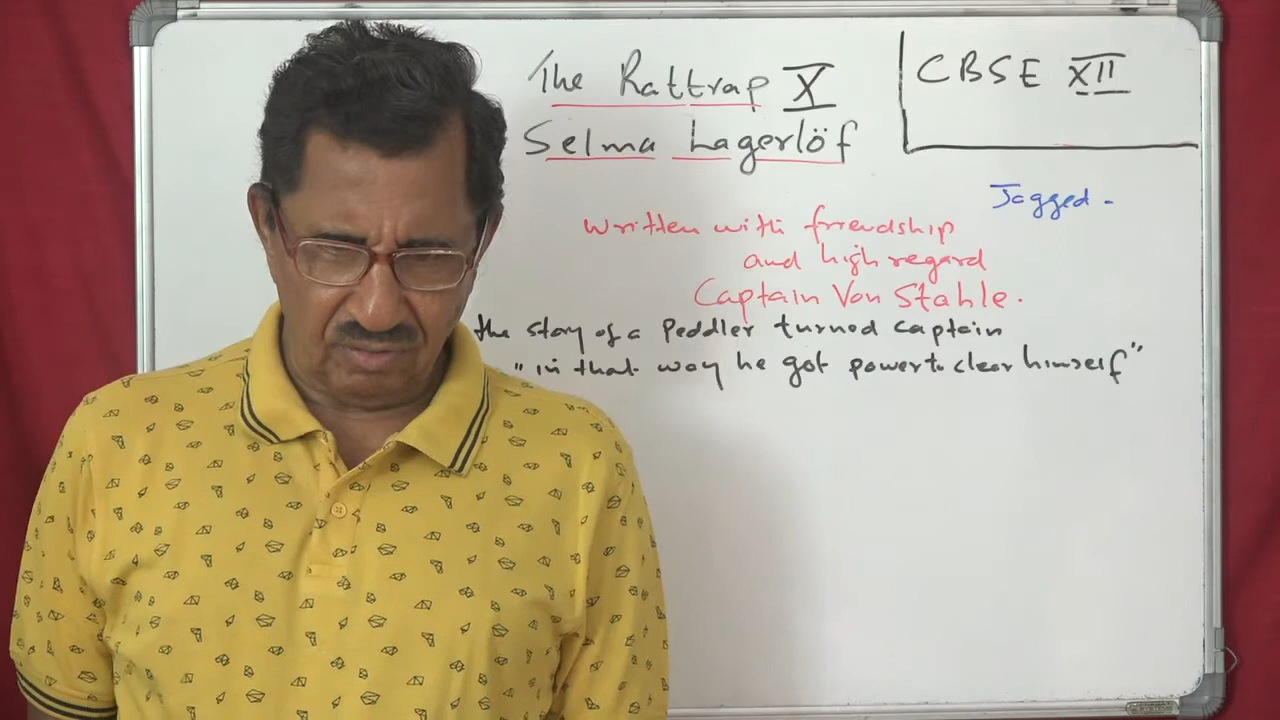 The Rattrap X
Selma Lagerlöf
CBSE XII
Jagged -
Written with friendship
and high regard
Captain Von Stahle.
the story of a Peddler turned captain
"in that way he got power to clear himself"